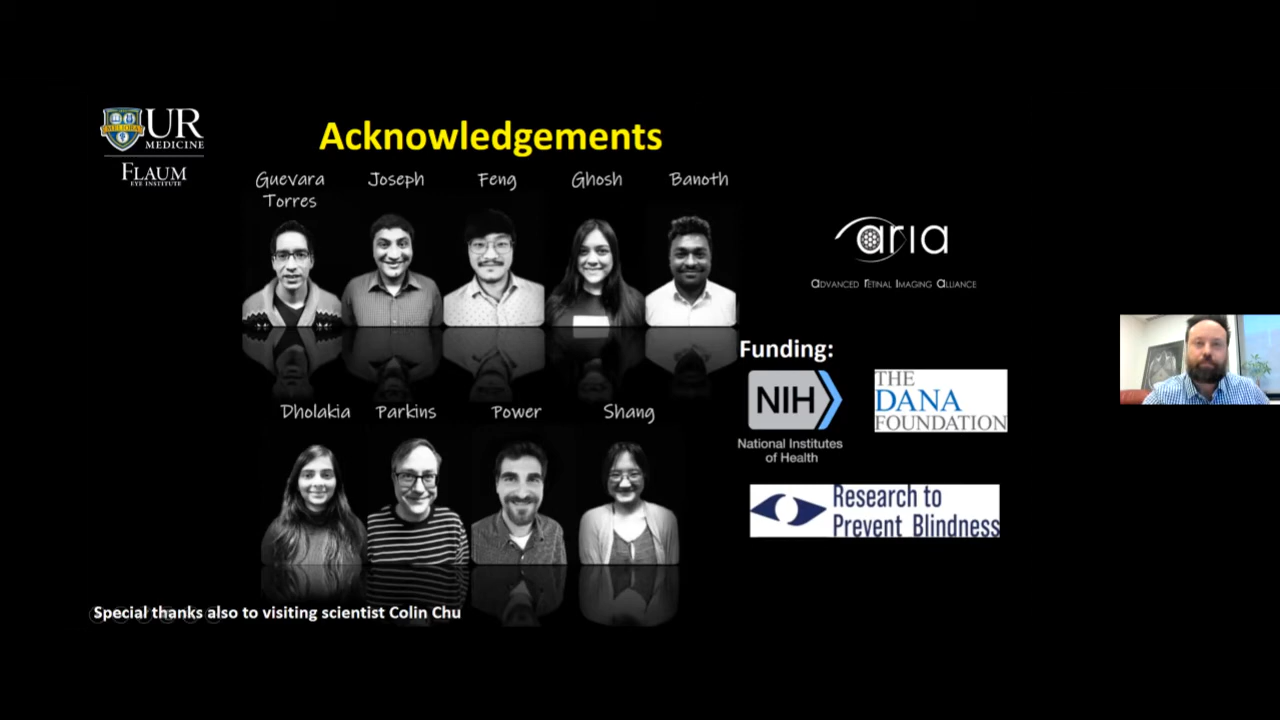 MELIORA
UR
MEDICINE
FLAUM
EYE INSTITUTE
Acknowledgements
Guevara
Torres
Joseph
Feng
Ghosh
Banoth
aria
ADVANCED RETINAL IMAGING ALLIANCE
Funding:
NIH
National Institutes
of Health
THE
DANA
FOUNDATION
Dholakia
Parkins
Power
Shang
Research to
Prevent Blindness
Special thanks also to visiting scientist Colin Chu